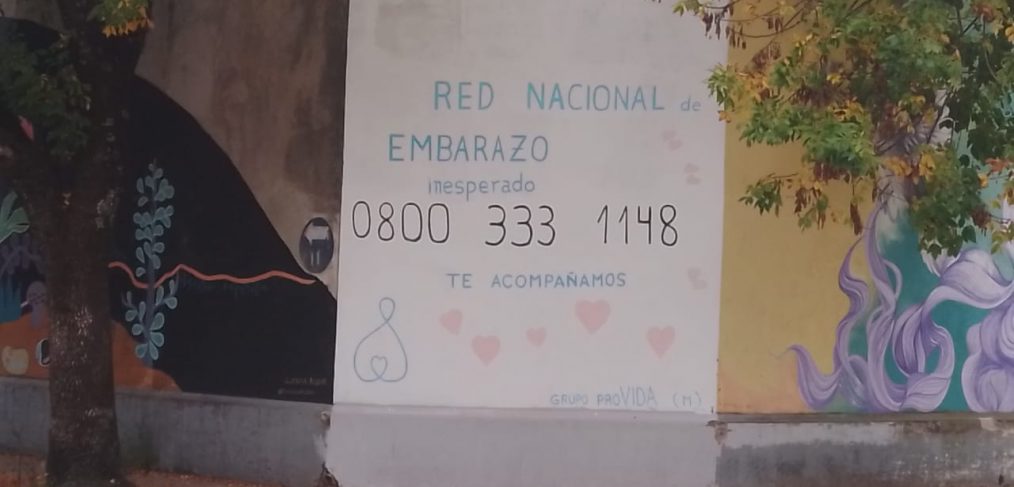 RED NACIONAL de
EMBARAZO
inesperado
0800 333 1148
TE ACOMPAÑAMOS
GRUPO PROVIDA (M)